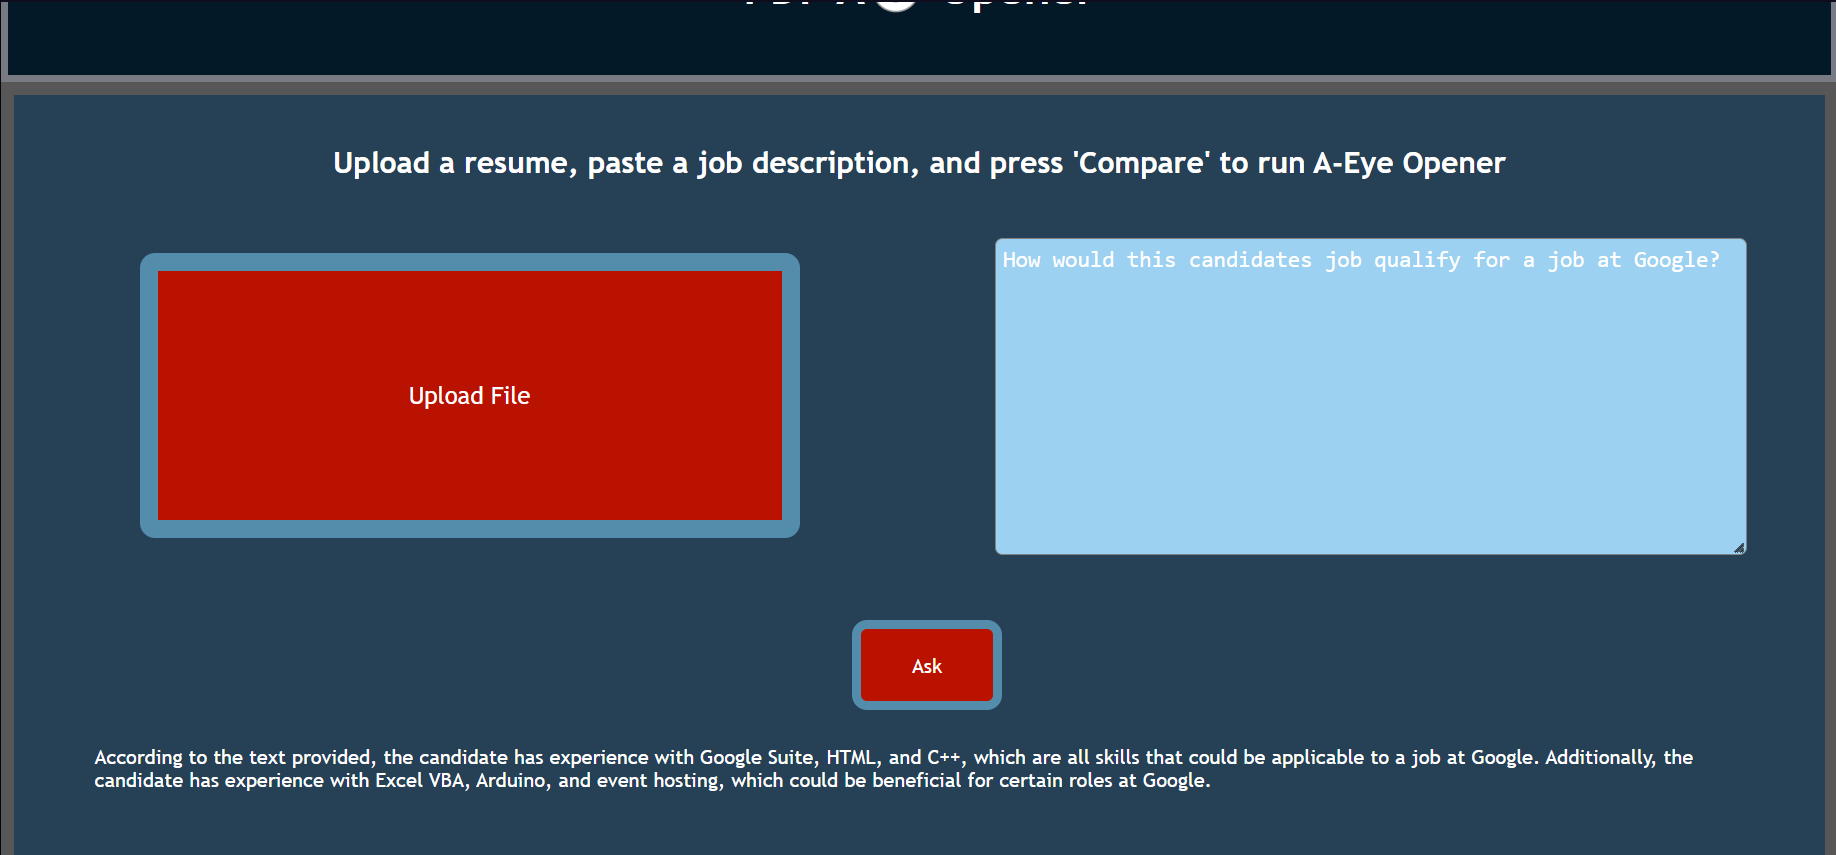 Opener
Upload a resume, paste a job description, and press 'Compare' to run A-Eye Opener
How would this candidates job qualify for a job at Google?
Upload File
Ask
According to the text provided, the candidate has experience with Google Suite, HTML, and C++, which are all skills that could be applicable to a job at Google. Additionally, the
candidate has experience with Excel VBA, Arduino, and event hosting, which could be beneficial for certain roles at Google.